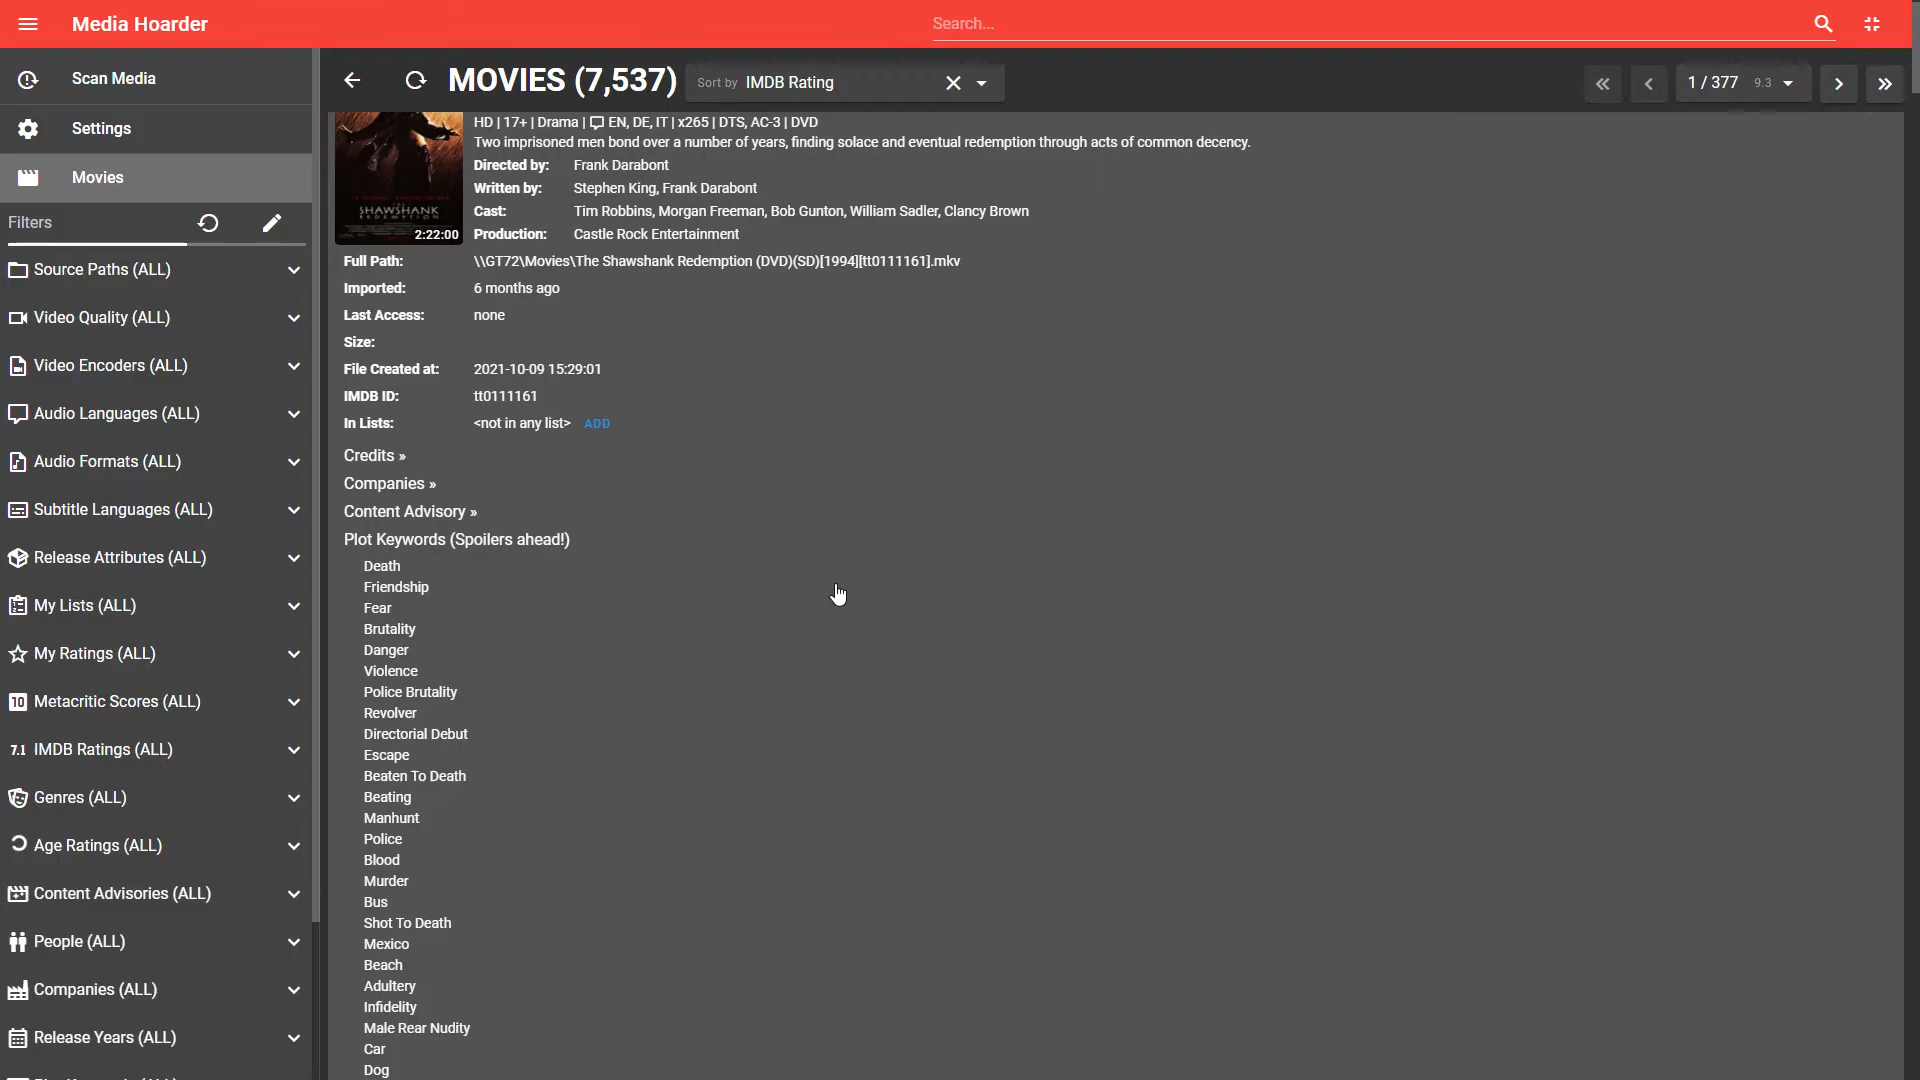 Media Hoarder
Search...
Scan Media
Settings
Movies
Filters
Source Paths (ALL)
Video Quality (ALL)
Video Encoders (ALL)
Audio Languages (ALL)
Audio Formats (ALL)
Subtitle Languages (ALL)
Release Attributes (ALL)
My Lists (ALL)
My Ratings (ALL)
10 Metacritic Scores (ALL)
7.1 IMDB Ratings (ALL)
Genres (ALL)
Age Ratings (ALL)
Content Advisories (ALL)
People (ALL)
Companies (ALL)
Release Years (ALL)
MOVIES (7,537) Sort by IMDB Rating
1 / 377 9.3
THE
SHAWSHANK
REDEMPTION
2:22:00
HD | 17+ | Drama | EN, DE, IT | x265 | DTS, AC-3 | DVD
Two imprisoned men bond over a number of years, finding solace and eventual redemption through acts of common decency.
Directed by: Frank Darabont
Written by: Stephen King, Frank Darabont
Cast: Tim Robbins, Morgan Freeman, Bob Gunton, William Sadler, Clancy Brown
Production: Castle Rock Entertainment
Full Path: \\GT72\Movies\The Shawshank Redemption (DVD)(SD)[1994][tt0111161].mkv
Imported: 6 months ago
Last Access: none
Size:
File Created at: 2021-10-09 15:29:01
IMDB ID: tt0111161
In Lists: <not in any list> ADD
Credits »
Companies »
Content Advisory »
Plot Keywords (Spoilers ahead!)
Death
Friendship
Fear
Brutality
Danger
Violence
Police Brutality
Revolver
Directorial Debut
Escape
Beaten To Death
Beating
Manhunt
Police
Blood
Murder
Bus
Shot To Death
Mexico
Beach
Adultery
Infidelity
Male Rear Nudity
Car
Dog